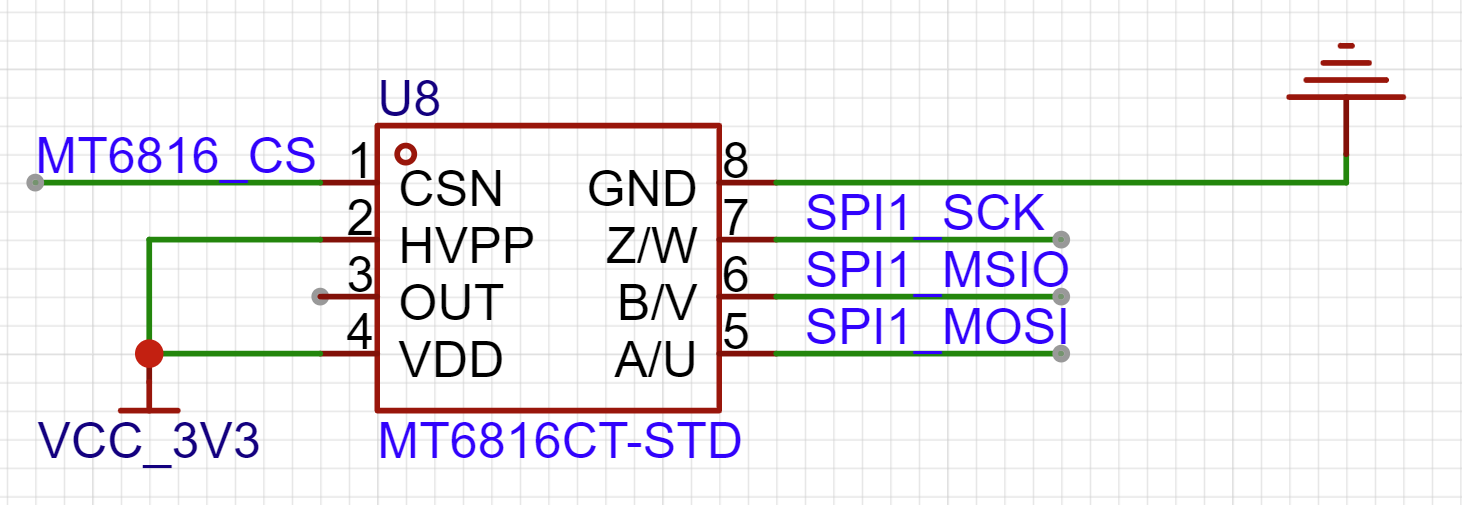 U8
MT6816_CS 1 CSN GND 8
2 HVPP Z/W 7 SPI1_SCK
3 OUT B/V 6 SPI1_MSIO
4 VDD A/U 5 SPI1_MOSI
VCC_3V3 MT6816CT-STD